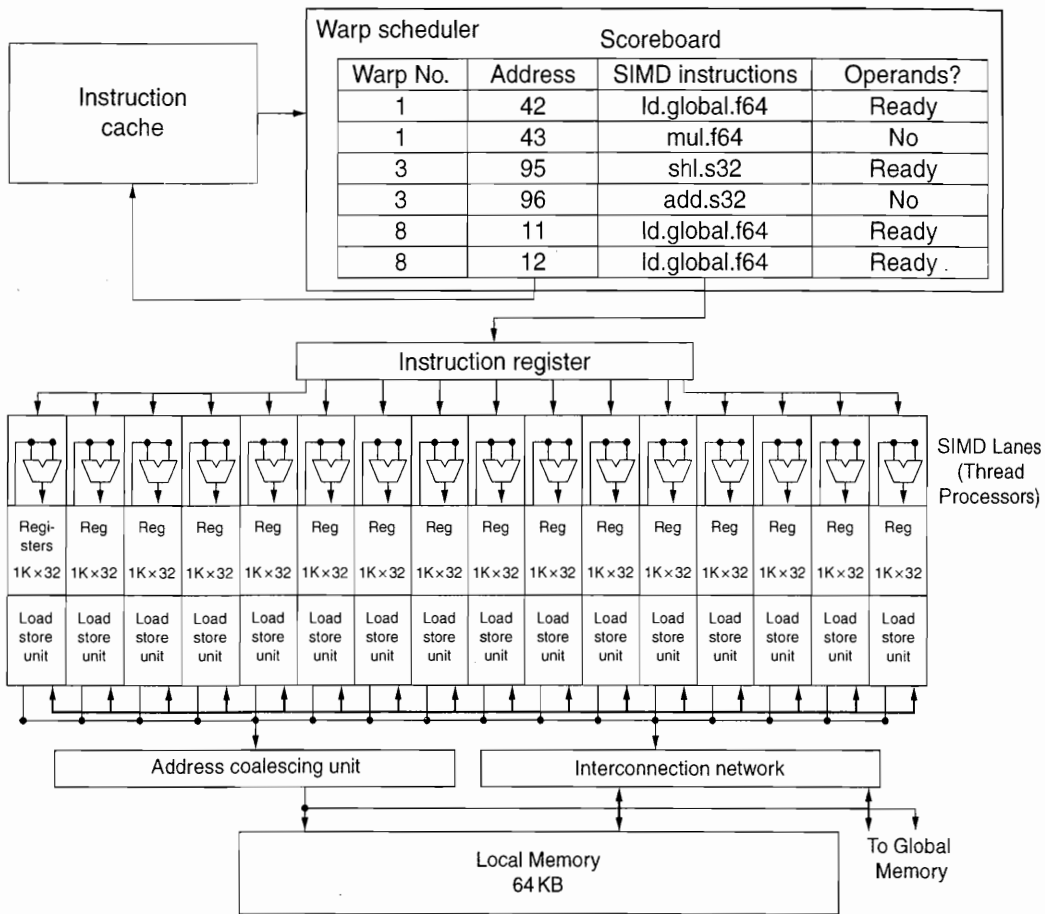 Warp scheduler
Scoreboard
Instruction
cache
Warp No. Address SIMD instructions Operands?
1 42 ld.global.f64 Ready
1 43 mul.f64 No
3 95 shl.s32 Ready
3 96 add.s32 No
8 11 ld.global.f64 Ready
8 12 ld.global.f64 Ready
Instruction register
SIMD Lanes
(Thread
Processors)
Regi-
sters Reg Reg Reg Reg Reg Reg Reg Reg Reg Reg Reg Reg Reg Reg Reg
1K×32 1K×32 1K×32 1K×32 1K×32 1K×32 1K×32 1K×32 1K×32 1K×32 1K×32 1K×32 1K×32 1K×32 1K×32 1K×32
Load Load Load Load Load Load Load Load Load Load Load Load Load Load Load Load
store store store store store store store store store store store store store store store store
unit unit unit unit unit unit unit unit unit unit unit unit unit unit unit unit
Address coalescing unit
Interconnection network
Local Memory
64 KB
To Global
Memory